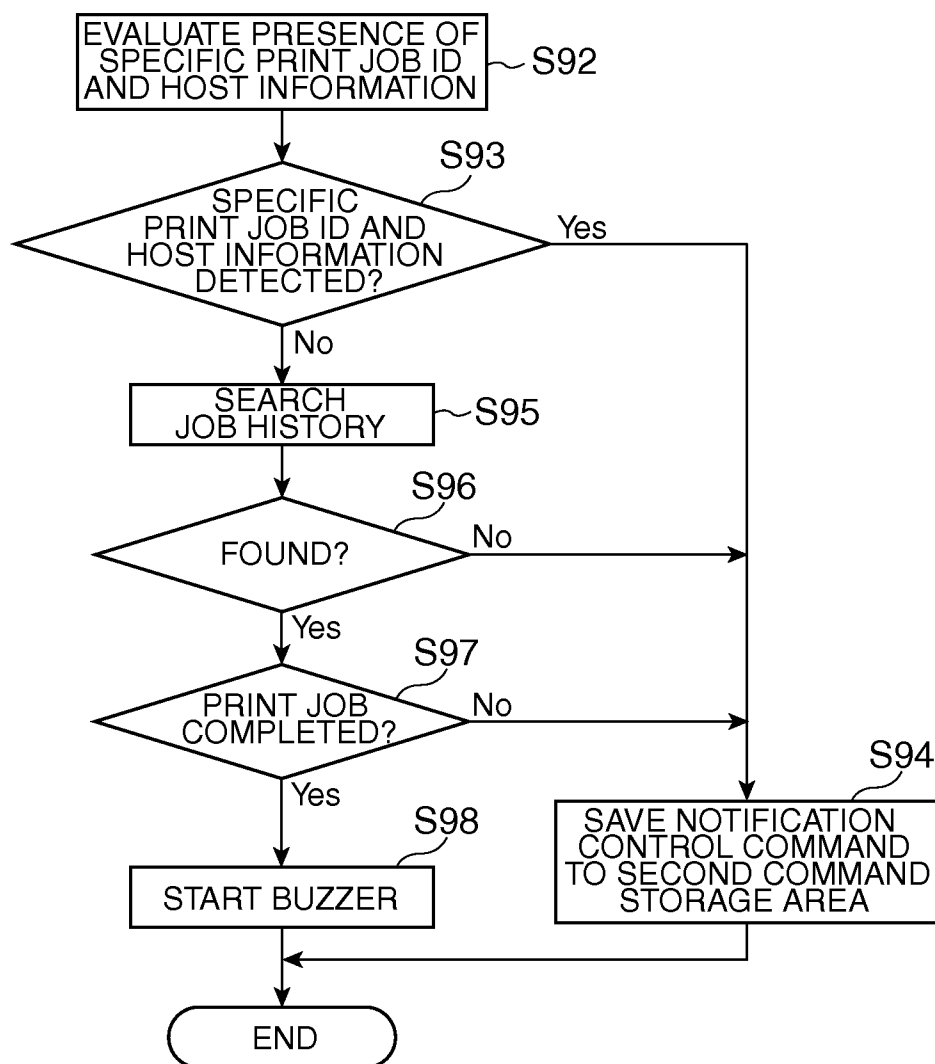 EVALUATE PRESENCE OF
SPECIFIC PRINT JOB ID
AND HOST INFORMATION
S92
S93
SPECIFIC
PRINT JOB ID AND
HOST INFORMATION
DETECTED?
Yes
No
SEARCH
JOB HISTORY
S95
S96
FOUND?
No
Yes
S97
PRINT JOB
COMPLETED?
No
Yes
S94
SAVE NOTIFICATION
CONTROL COMMAND
TO SECOND COMMAND
STORAGE AREA
S98
START BUZZER
END